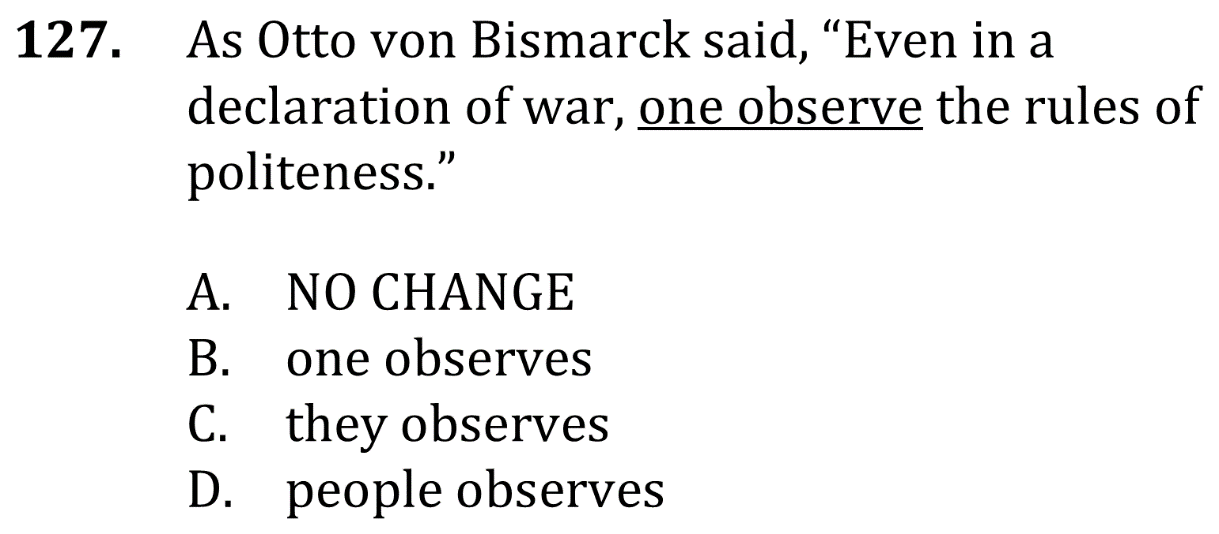 127. As Otto von Bismarck said, “Even in a
declaration of war, one observe the rules of
politeness.”
A. NO CHANGE
B. one observes
C. they observes
D. people observes